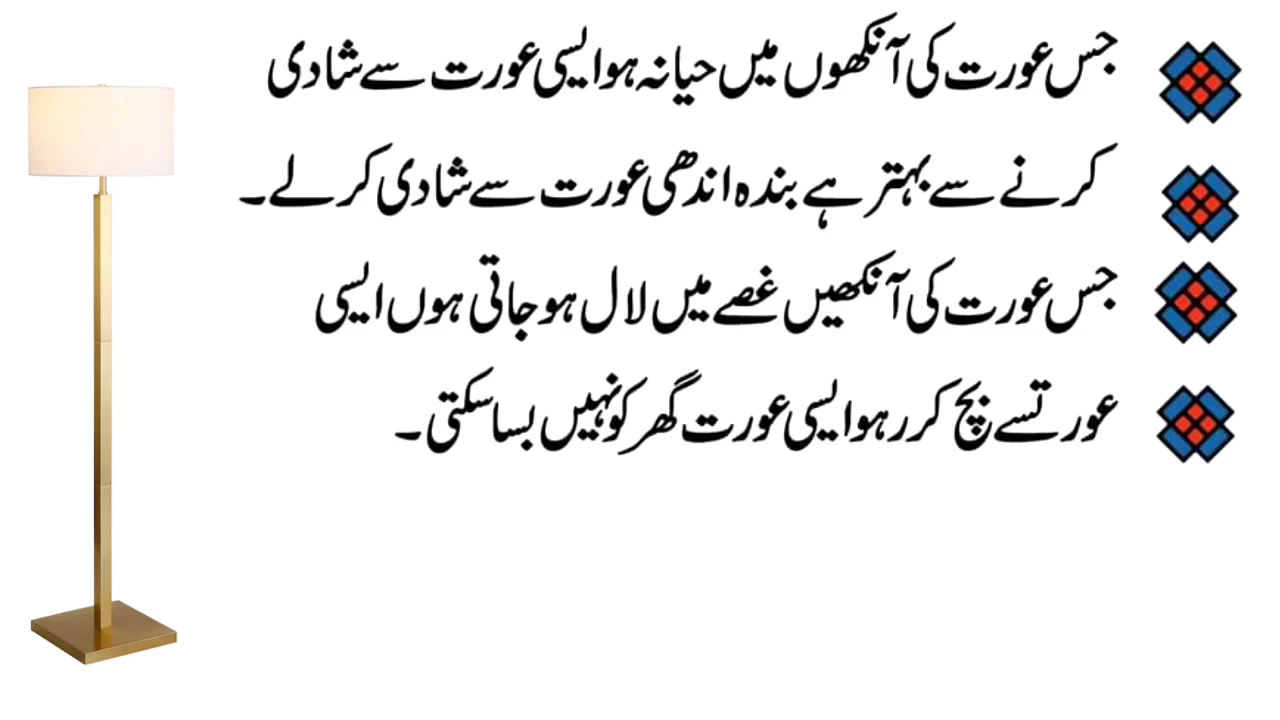 جس عورت کی آنکھوں میں حیا نہ ہو ایسی عورت سے شادی
کرنے سے بہتر ہے بندہ اندھی عورت سے شادی کر لے۔
جس عورت کی آنکھیں غصے میں لال ہو جاتی ہوں ایسی
عورتسے بچ کر رہو ایسی عورت گھر کو نہیں بسا سکتی۔